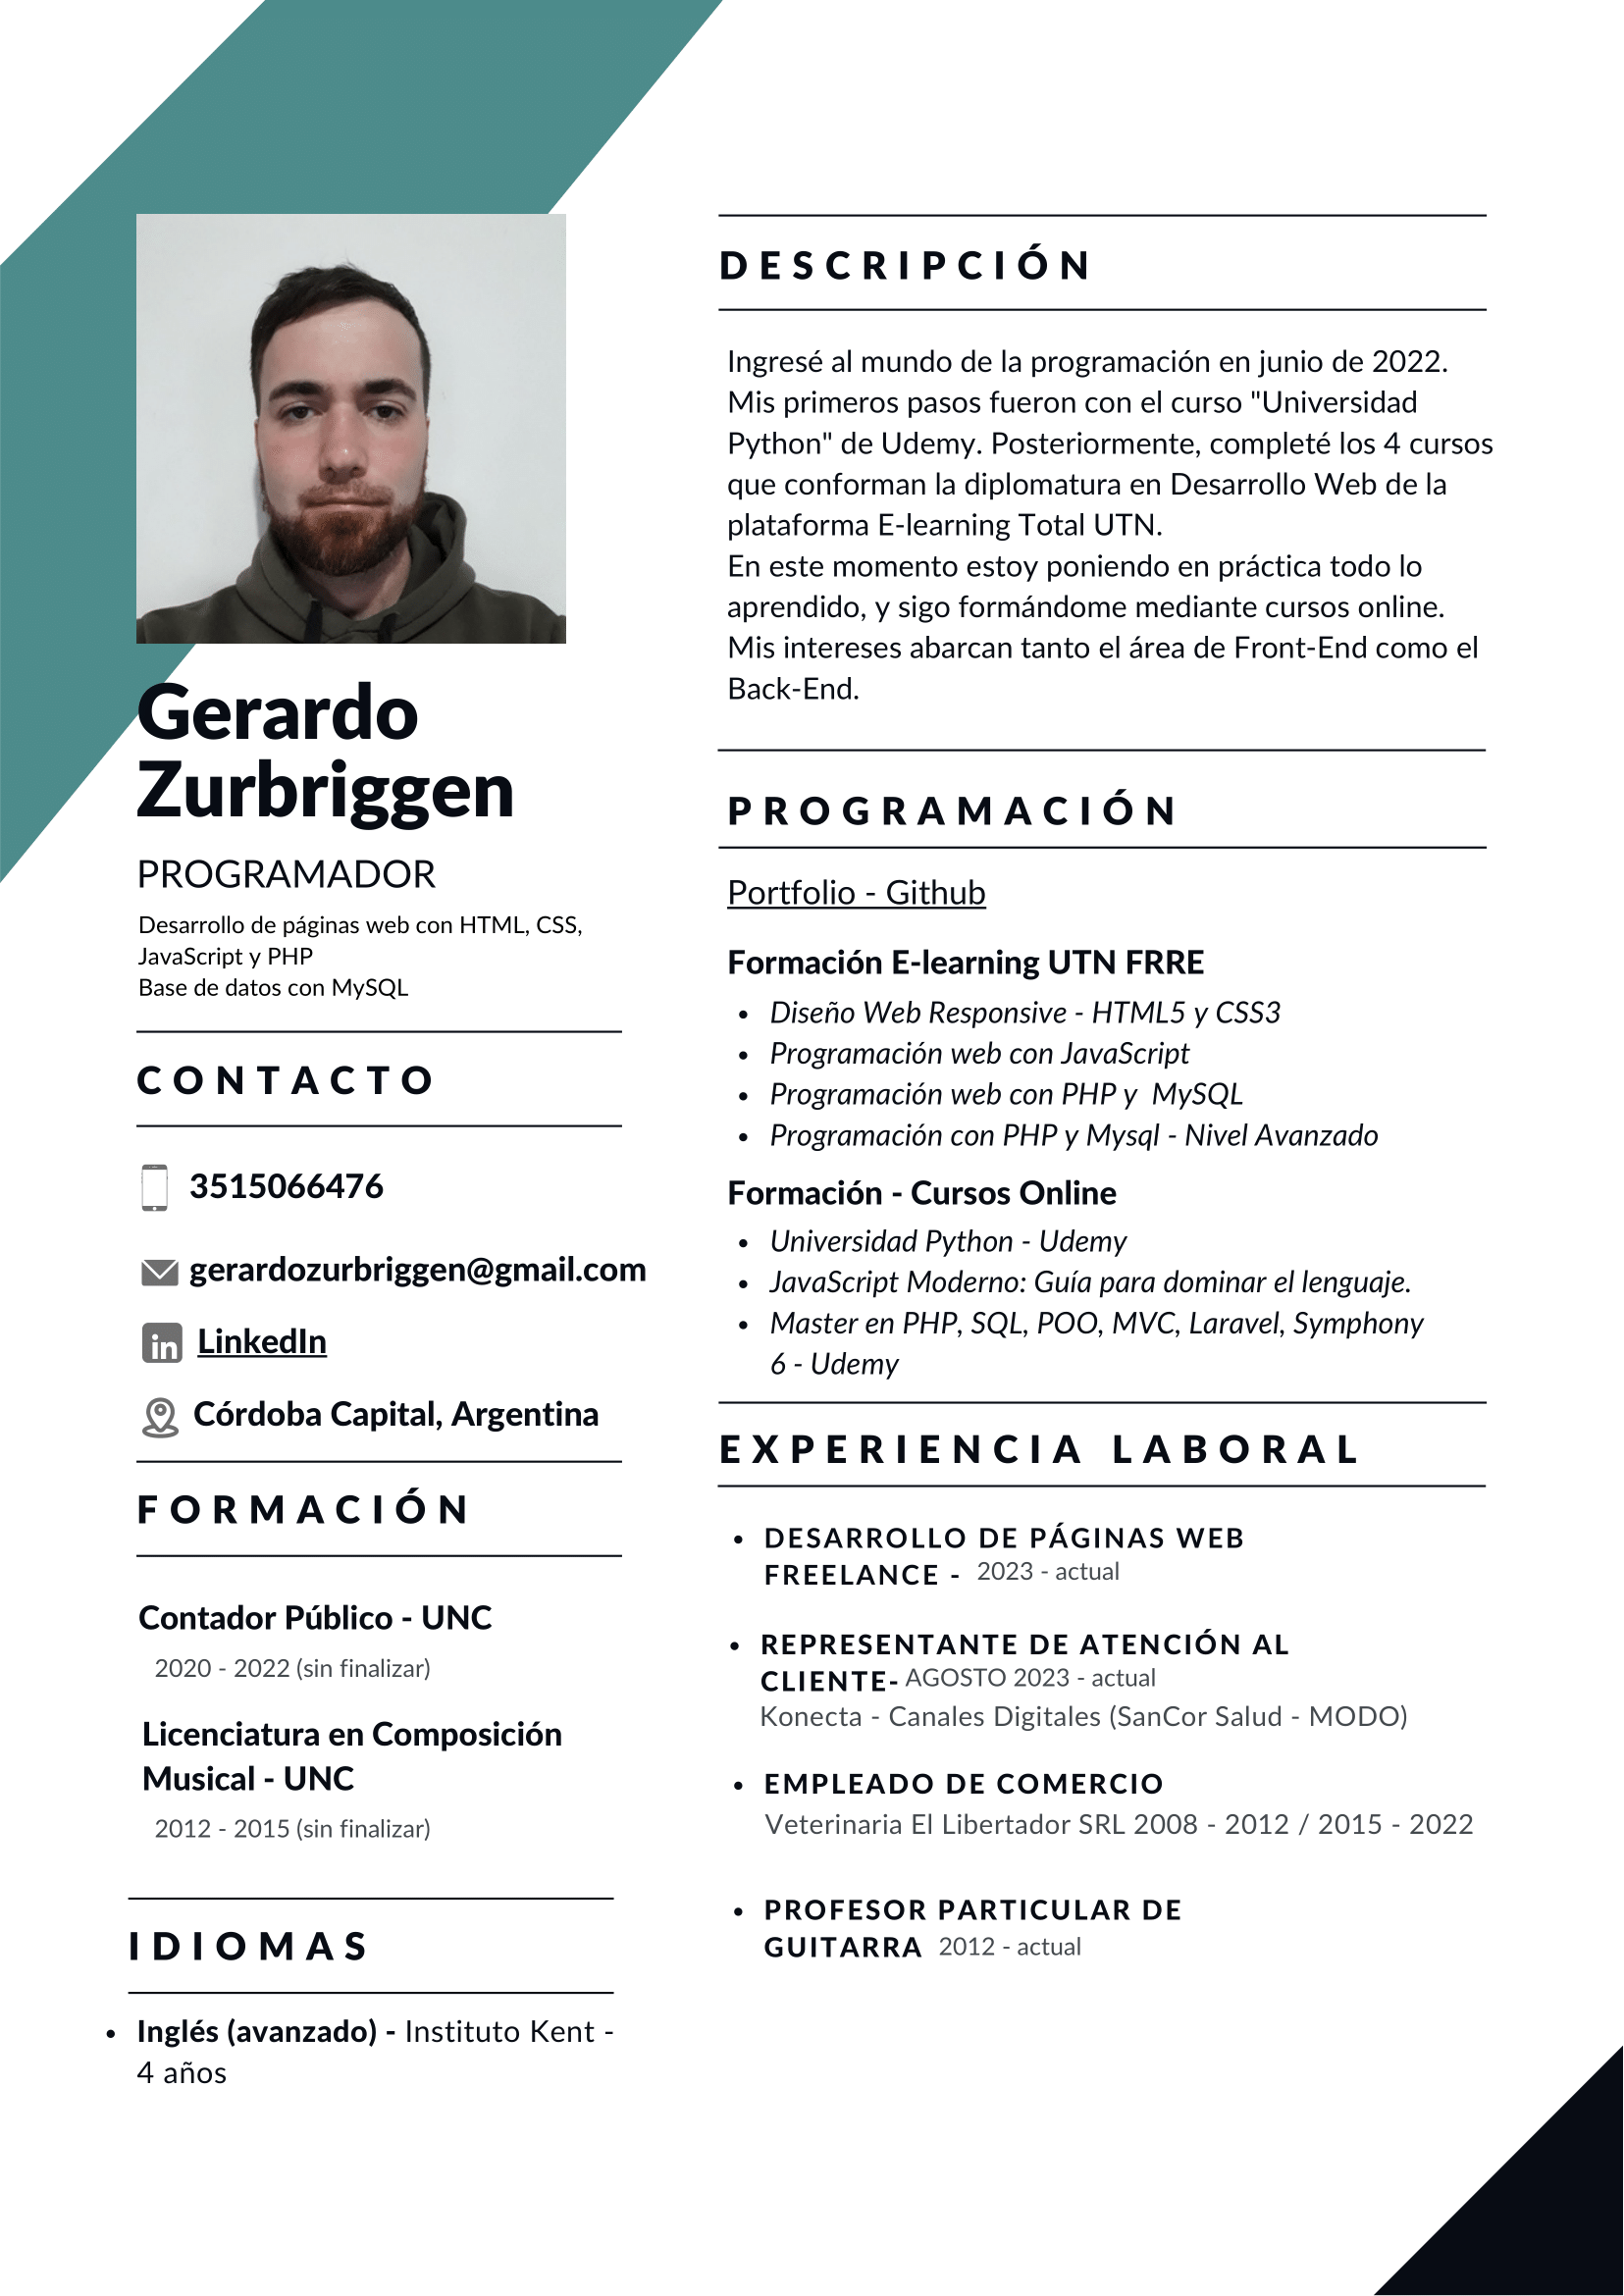 Gerardo
Zurbriggen
PROGRAMADOR
Desarrollo de páginas web con HTML, CSS,
JavaScript y PHP
Base de datos con MySQL
CONTACTO
3515066476
gerardozurbriggen@gmail.com
LinkedIn
Córdoba Capital, Argentina
FORMACIÓN
Contador Público - UNC
2020 - 2022 (sin finalizar)
Licenciatura en Composición
Musical - UNC
2012 - 2015 (sin finalizar)
IDIOMAS
• Inglés (avanzado) - Instituto Kent -
4 años
DESCRIPCIÓN
Ingresé al mundo de la programación en junio de 2022.
Mis primeros pasos fueron con el curso "Universidad
Python" de Udemy. Posteriormente, completé los 4 cursos
que conforman la diplomatura en Desarrollo Web de la
plataforma E-learning Total UTN.
En este momento estoy poniendo en práctica todo lo
aprendido, y sigo formándome mediante cursos online.
Mis intereses abarcan tanto el área de Front-End como el
Back-End.
PROGRAMACIÓN
Portfolio - Github
Formación E-learning UTN FRRE
• Diseño Web Responsive - HTML5 y CSS3
• Programación web con JavaScript
• Programación web con PHP y  MySQL
• Programación con PHP y Mysql - Nivel Avanzado
Formación - Cursos Online
• Universidad Python - Udemy
• JavaScript Moderno: Guía para dominar el lenguaje.
• Master en PHP, SQL, POO, MVC, Laravel, Symphony
6 - Udemy
EXPERIENCIA LABORAL
• DESARROLLO DE PÁGINAS WEB
FREELANCE - 2023 - actual
• REPRESENTANTE DE ATENCIÓN AL
CLIENTE- AGOSTO 2023 - actual
Konecta - Canales Digitales (SanCor Salud - MODO)
• EMPLEADO DE COMERCIO
Veterinaria El Libertador SRL 2008 - 2012 / 2015 - 2022
• PROFESOR PARTICULAR DE
GUITARRA 2012 - actual